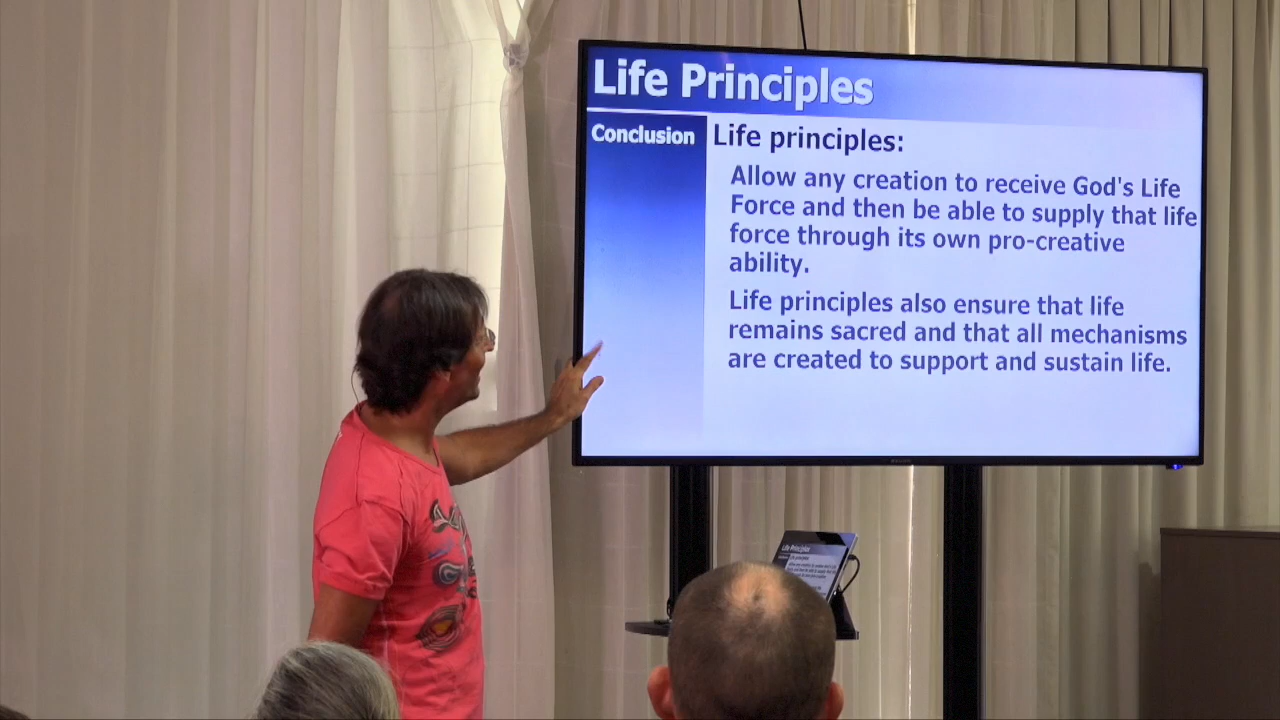 Life Principles
Conclusion
Life principles:
Allow any creation to receive God's Life
Force and then be able to supply that life
force through its own pro-creative
ability.
Life principles also ensure that life
remains sacred and that all mechanisms
are created to support and sustain life.
Life Principles